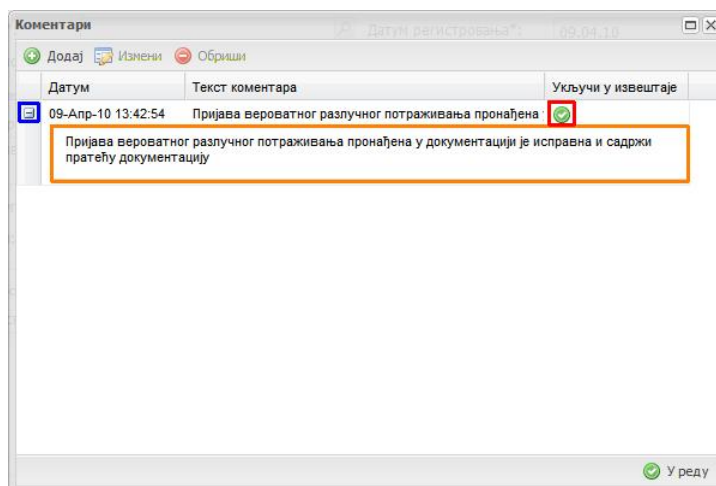 Коментари
Датум регистровања*: 09.04.10
Додај Измени Обриши
Датум Текст коментара Укључи у извештаје
09-Апр-10 13:42:54 Пријава вероватног разлучног потраживања пронађена
Пријава вероватног разлучног потраживања пронађена у документацији је исправна и садржи
пратећу документацију
У реду